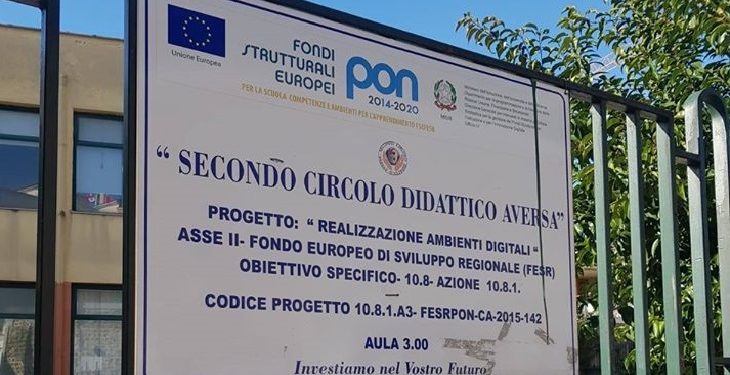 Unione Europea
FONDI
STRUTTURALI
EUROPEI
pon
2014-2020
PER LA SCUOLA COMPETENZE E AMBIENTI PER L'APPRENDIMENTO (FSE-FESR)
MIUR
"SECONDO CIRCOLO DIDATTICO AVERSA"
PROGETTO: " REALIZZAZIONE AMBIENTI DIGITALI "
ASSE II- FONDO EUROPEO DI SVILUPPO REGIONALE (FESR)
OBIETTIVO SPECIFICO- 10.8- AZIONE 10.8.1.
CODICE PROGETTO 10.8.1.A3- FESRPON-CA-2015-142
AULA 3.00
Investiamo nel Vostro Futuro